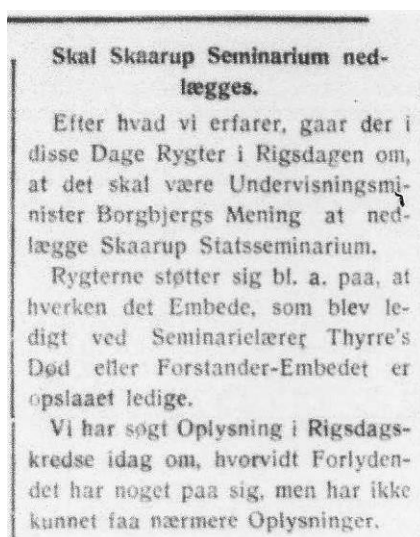 Skal Skaarup Seminarium ned-
lægges.
Efter hvad vi erfarer, gaar der i
disse Dage Rygter i Rigsdagen om,
at det skal være Undervisningsmi-
nister Borgbjergs Mening at ned-
lægge Skaarup Statsseminarium.
Rygterne støtter sig bl. a. paa, at
hverken det Embede, som blev le-
digt ved Seminarielærer Thyrre's
Død eller Forstander-Embedet er
opslaaet ledige.
Vi har søgt Oplysning i Rigsdags-
kredse idag om, hvorvidt Forlyden-
det har noget paa sig, men har ikke
kunnet faa nærmere Oplysninger.